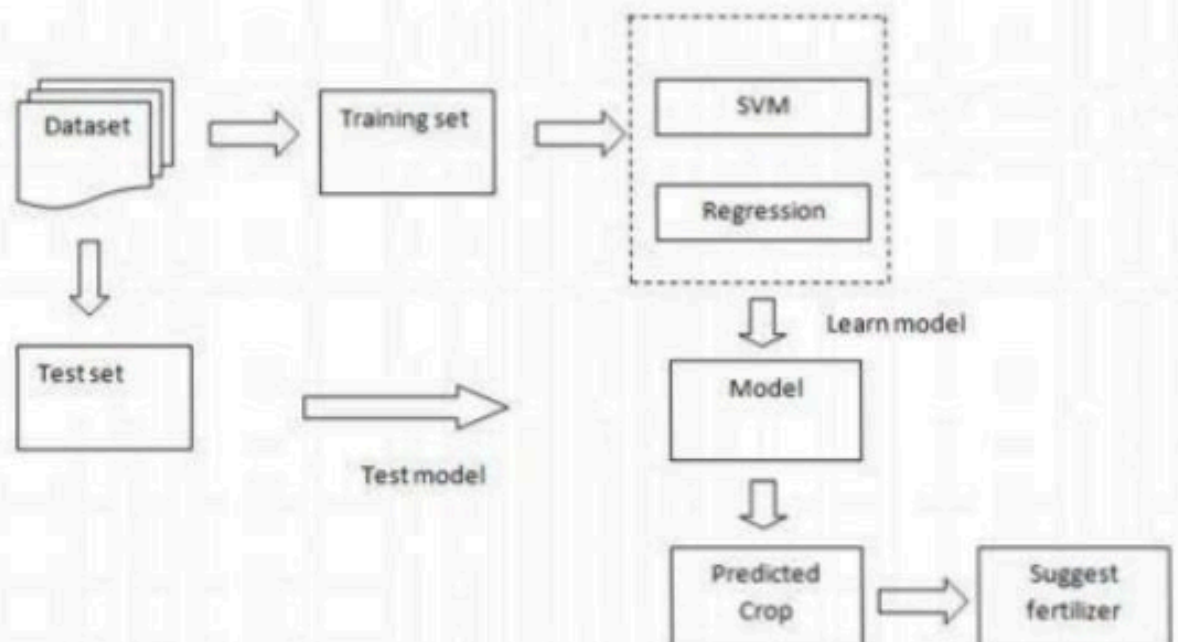 Dataset
Training set
SVM
Regression
Learn model
Test set
Model
Test model
Predicted
Crop
Suggest
fertilizer